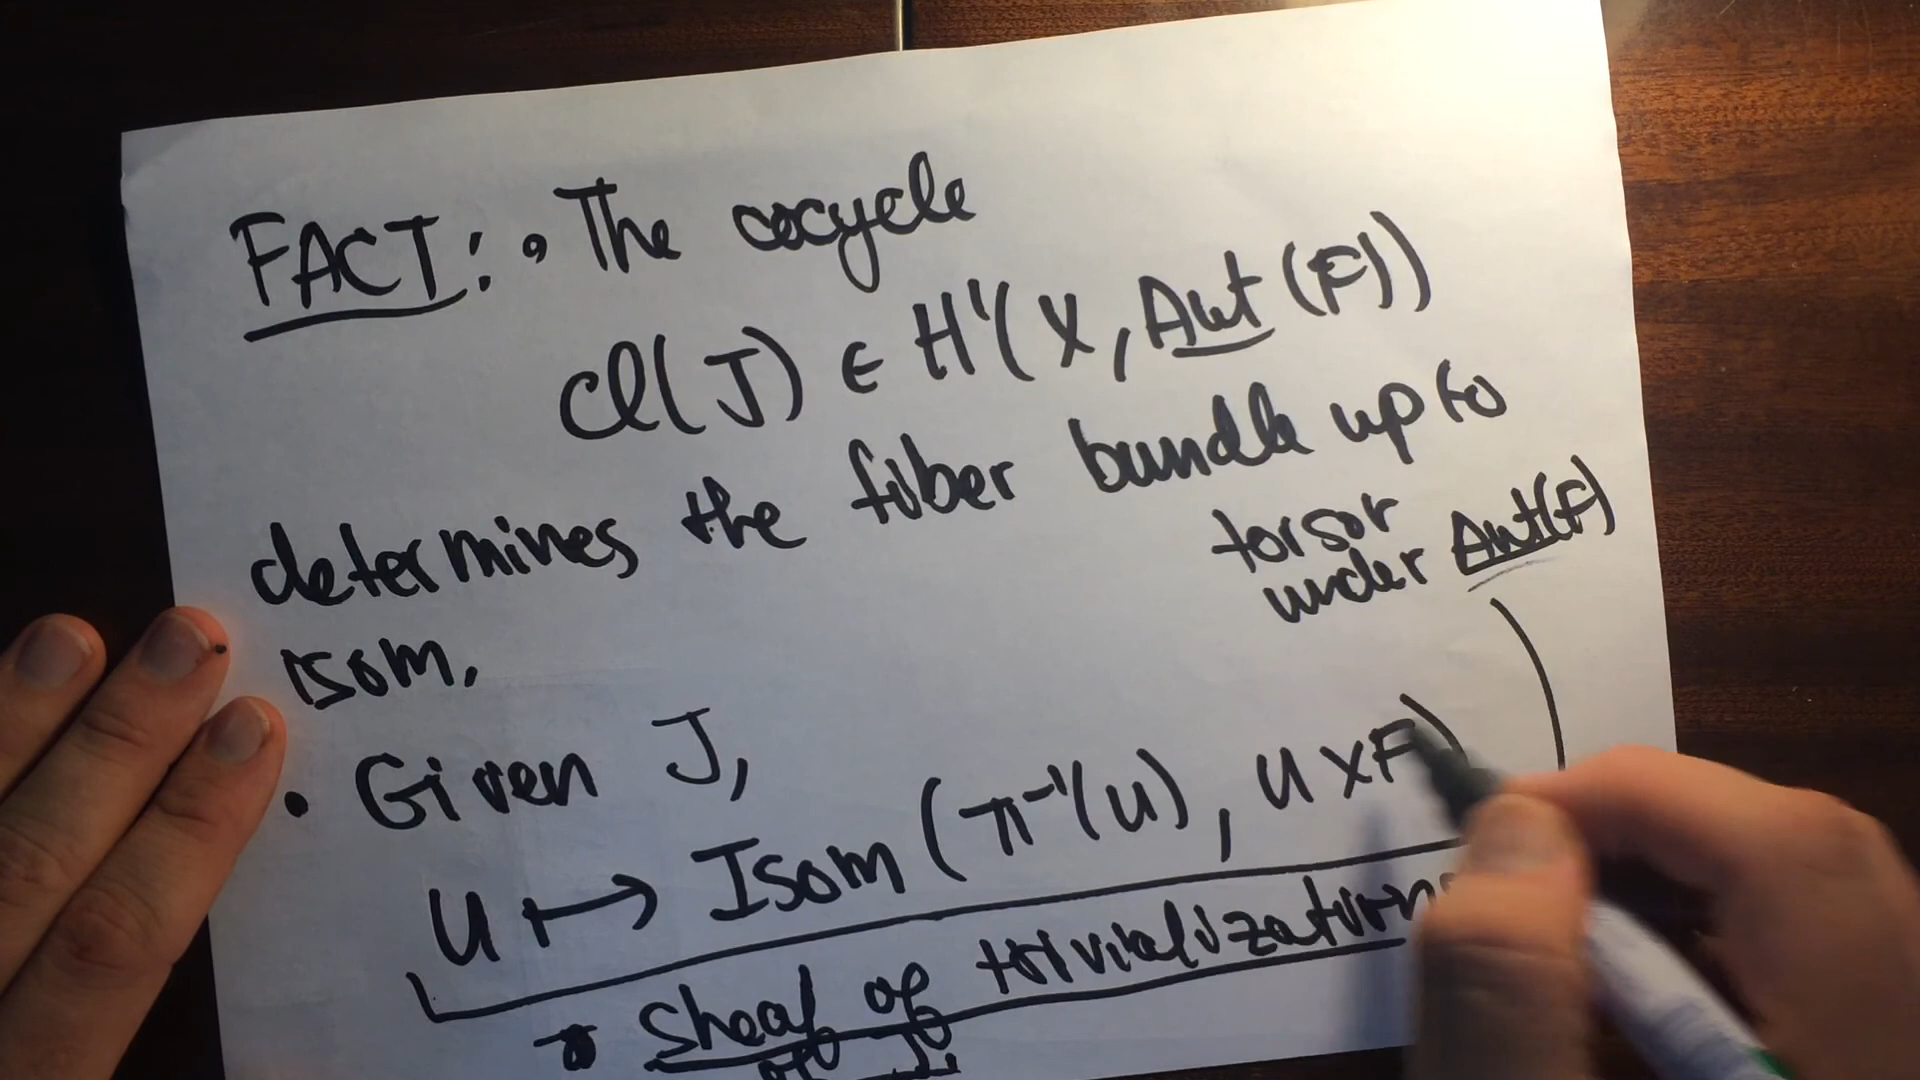 FACT: • The cocycle
cl(J) ∈ H¹(X, Aut(F))
determines the fiber bundle up to
isom.
torsor
under Aut(F)
• Given J,
U ↦ Isom(π⁻¹(U), U×F)
Sheaf of trivializations
of J.